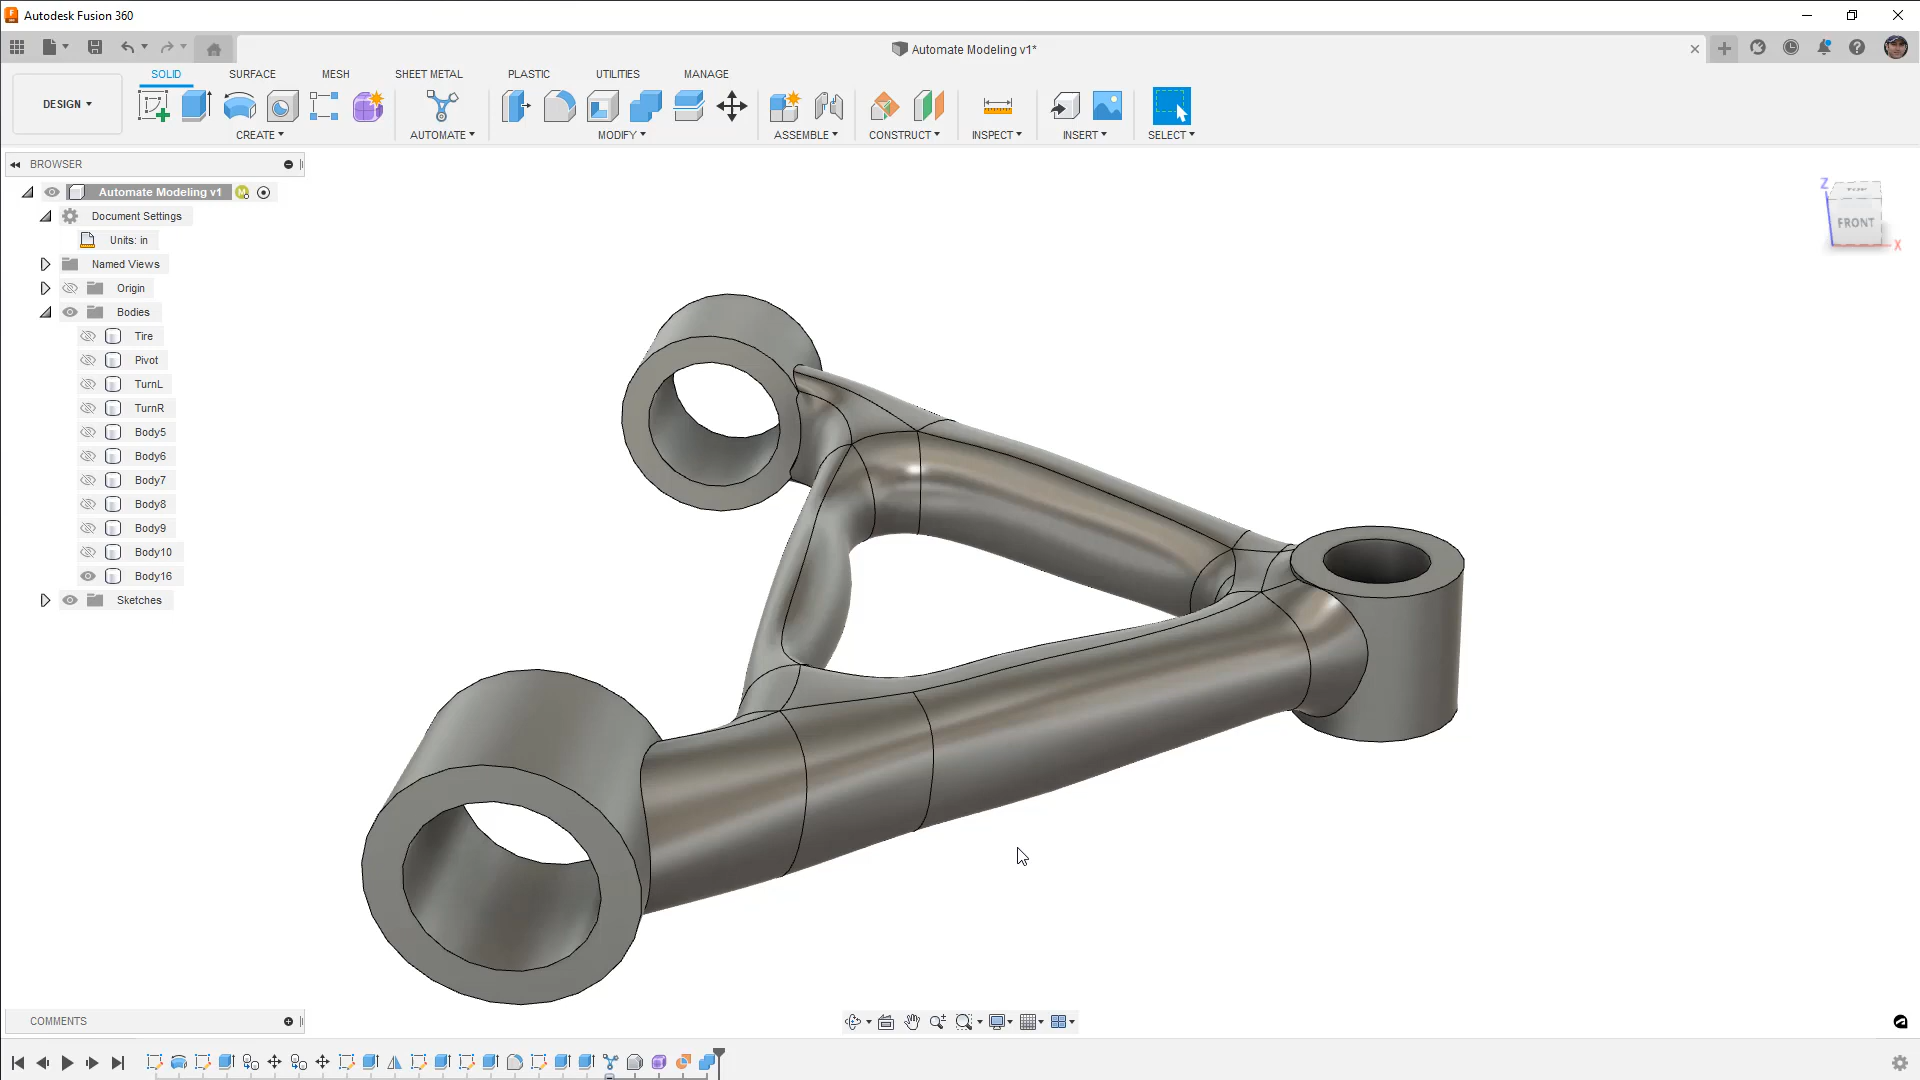 Autodesk Fusion 360
Automate Modeling v1*
SOLID SURFACE MESH SHEET METAL PLASTIC UTILITIES MANAGE
DESIGN
CREATE AUTOMATE MODIFY ASSEMBLE CONSTRUCT INSPECT INSERT SELECT
BROWSER
Automate Modeling v1
Document Settings
Units: in
Named Views
Origin
Bodies
Tire
Pivot
TurnL
TurnR
Body5
Body6
Body7
Body8
Body9
Body10
Body16
Sketches
Z
TOP
FRONT
X
COMMENTS